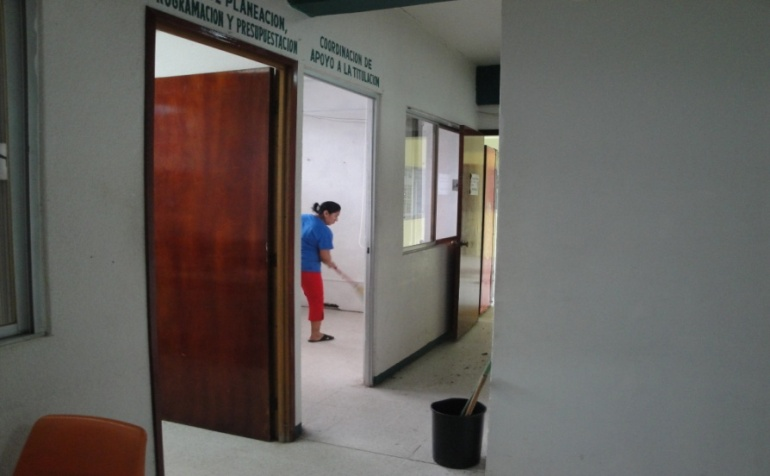 PLANEACION,
PROGRAMACION Y PRESUPUESTACION
COORDINACION DE
APOYO A LA TITULACION